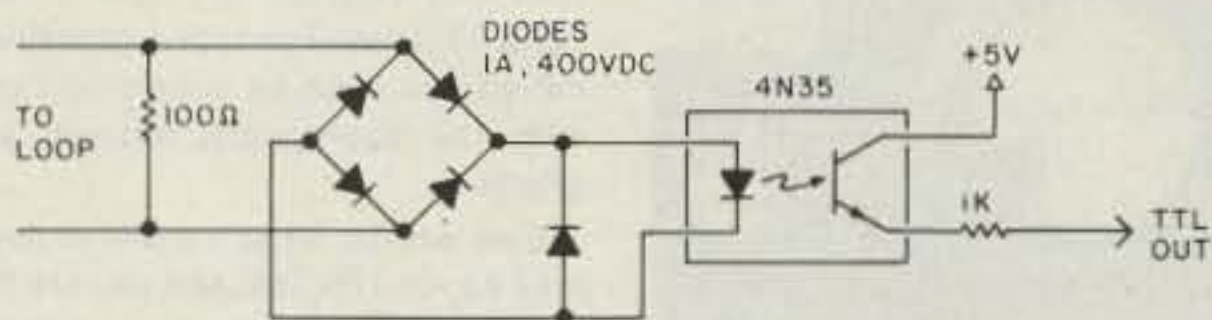 DIODES
1A, 400VDC
+5V
4N35
100Ω
TO
LOOP
1K
TTL
OUT